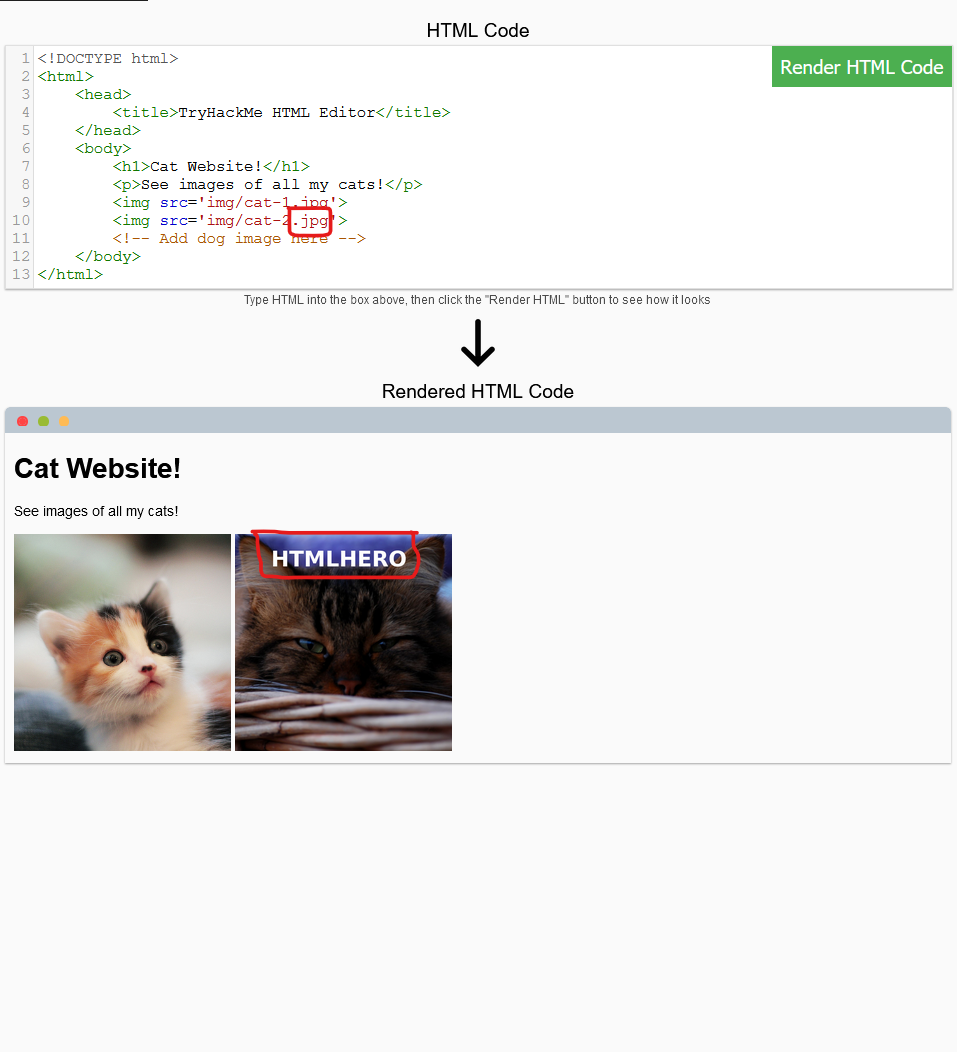 HTML Code
Render HTML Code
1 <!DOCTYPE html>
2 <html>
3 <head>
4 <title>TryHackMe HTML Editor</title>
5 </head>
6 <body>
7 <h1>Cat Website!</h1>
8 <p>See images of all my cats!</p>
9 <img src='img/cat-1.jpg'>
10 <img src='img/cat-2.jpg'>
11 <!-- Add dog image here -->
12 </body>
13 </html>
Type HTML into the box above, then click the "Render HTML" button to see how it looks
Rendered HTML Code
Cat Website!
See images of all my cats!
HTMLHERO